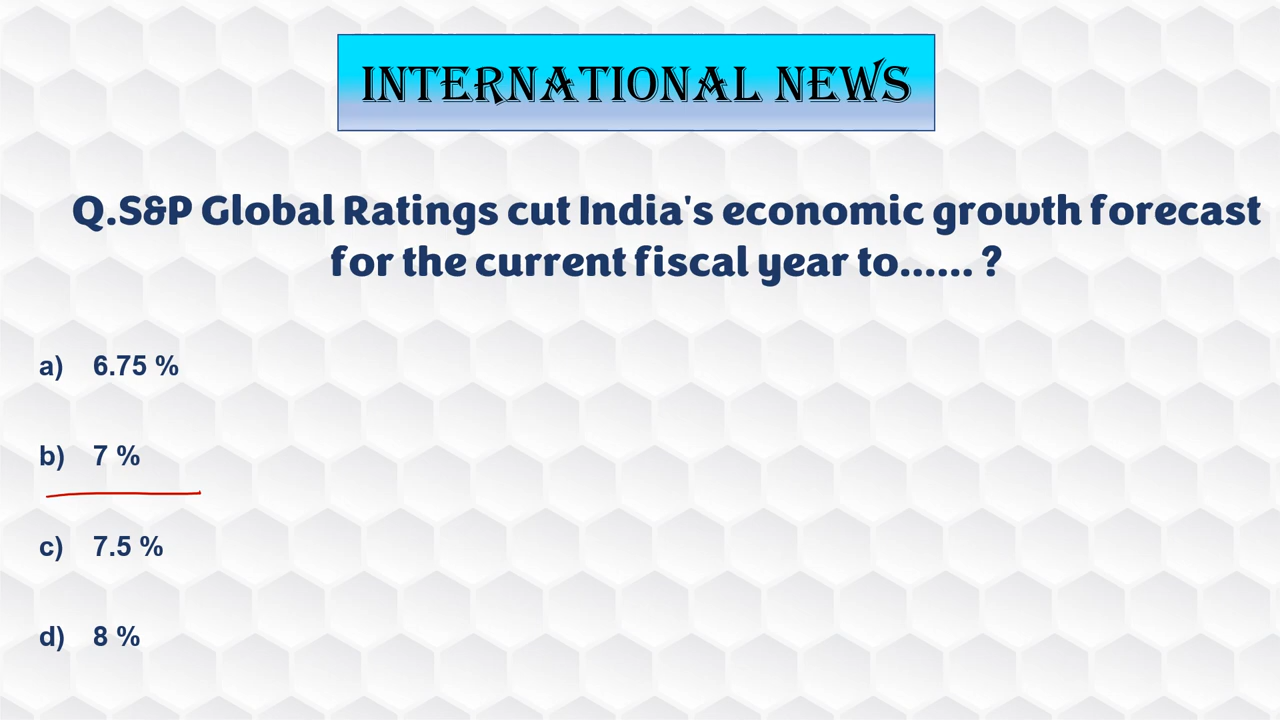 INTERNATIONAL NEWS
Q.S&P Global Ratings cut India's economic growth forecast
for the current fiscal year to...... ?
a) 6.75 %
b) 7 %
c) 7.5 %
d) 8 %